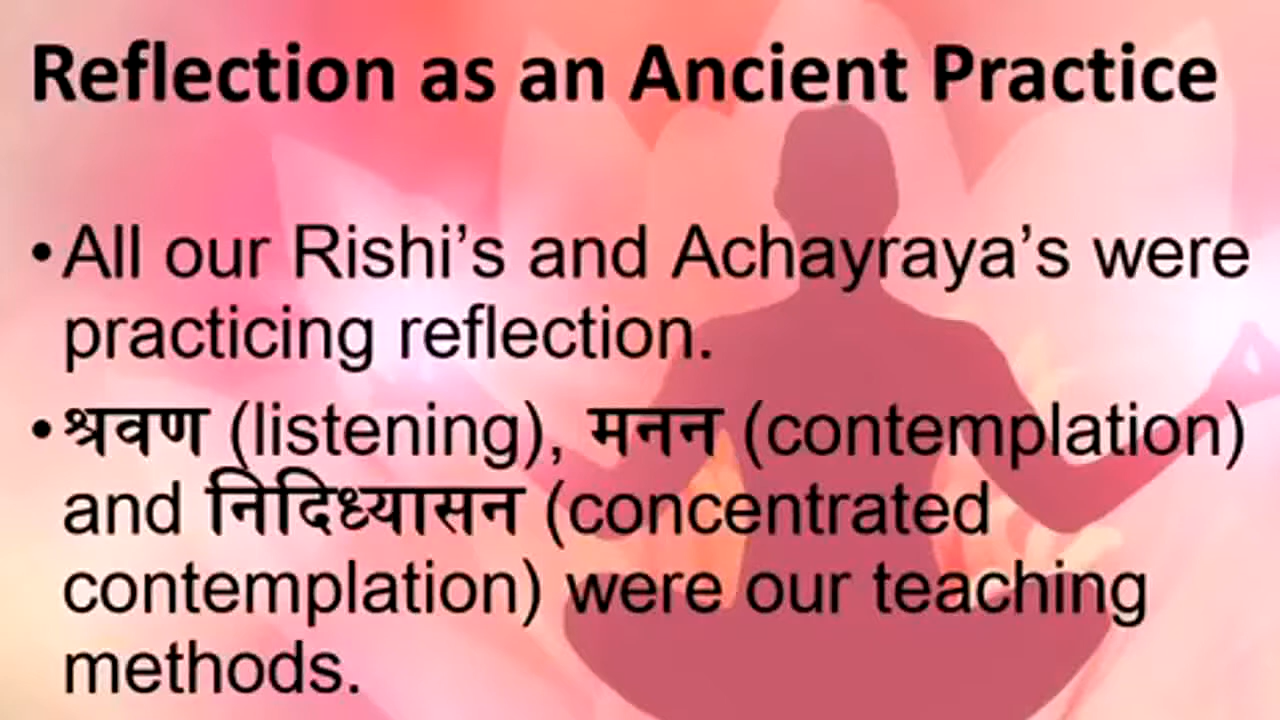 Reflection as an Ancient Practice
•All our Rishi’s and Achayraya’s were
practicing reflection.
•श्रवण (listening), मनन (contemplation)
and निदिध्यासन (concentrated
contemplation) were our teaching
methods.